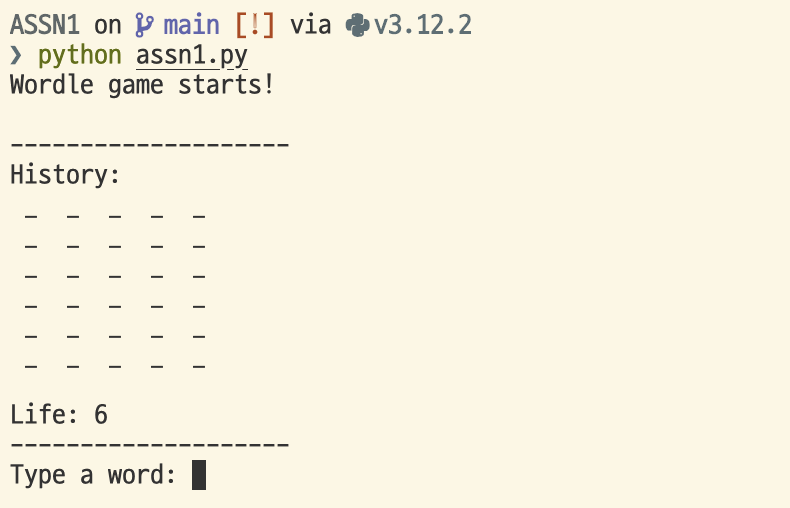 ASSN1 on main [!] via v3.12.2
❯ python assn1.py
Wordle game starts!
--------------------
History:
_ _ _ _ _
_ _ _ _ _
_ _ _ _ _
_ _ _ _ _
_ _ _ _ _
_ _ _ _ _
Life: 6
--------------------
Type a word: